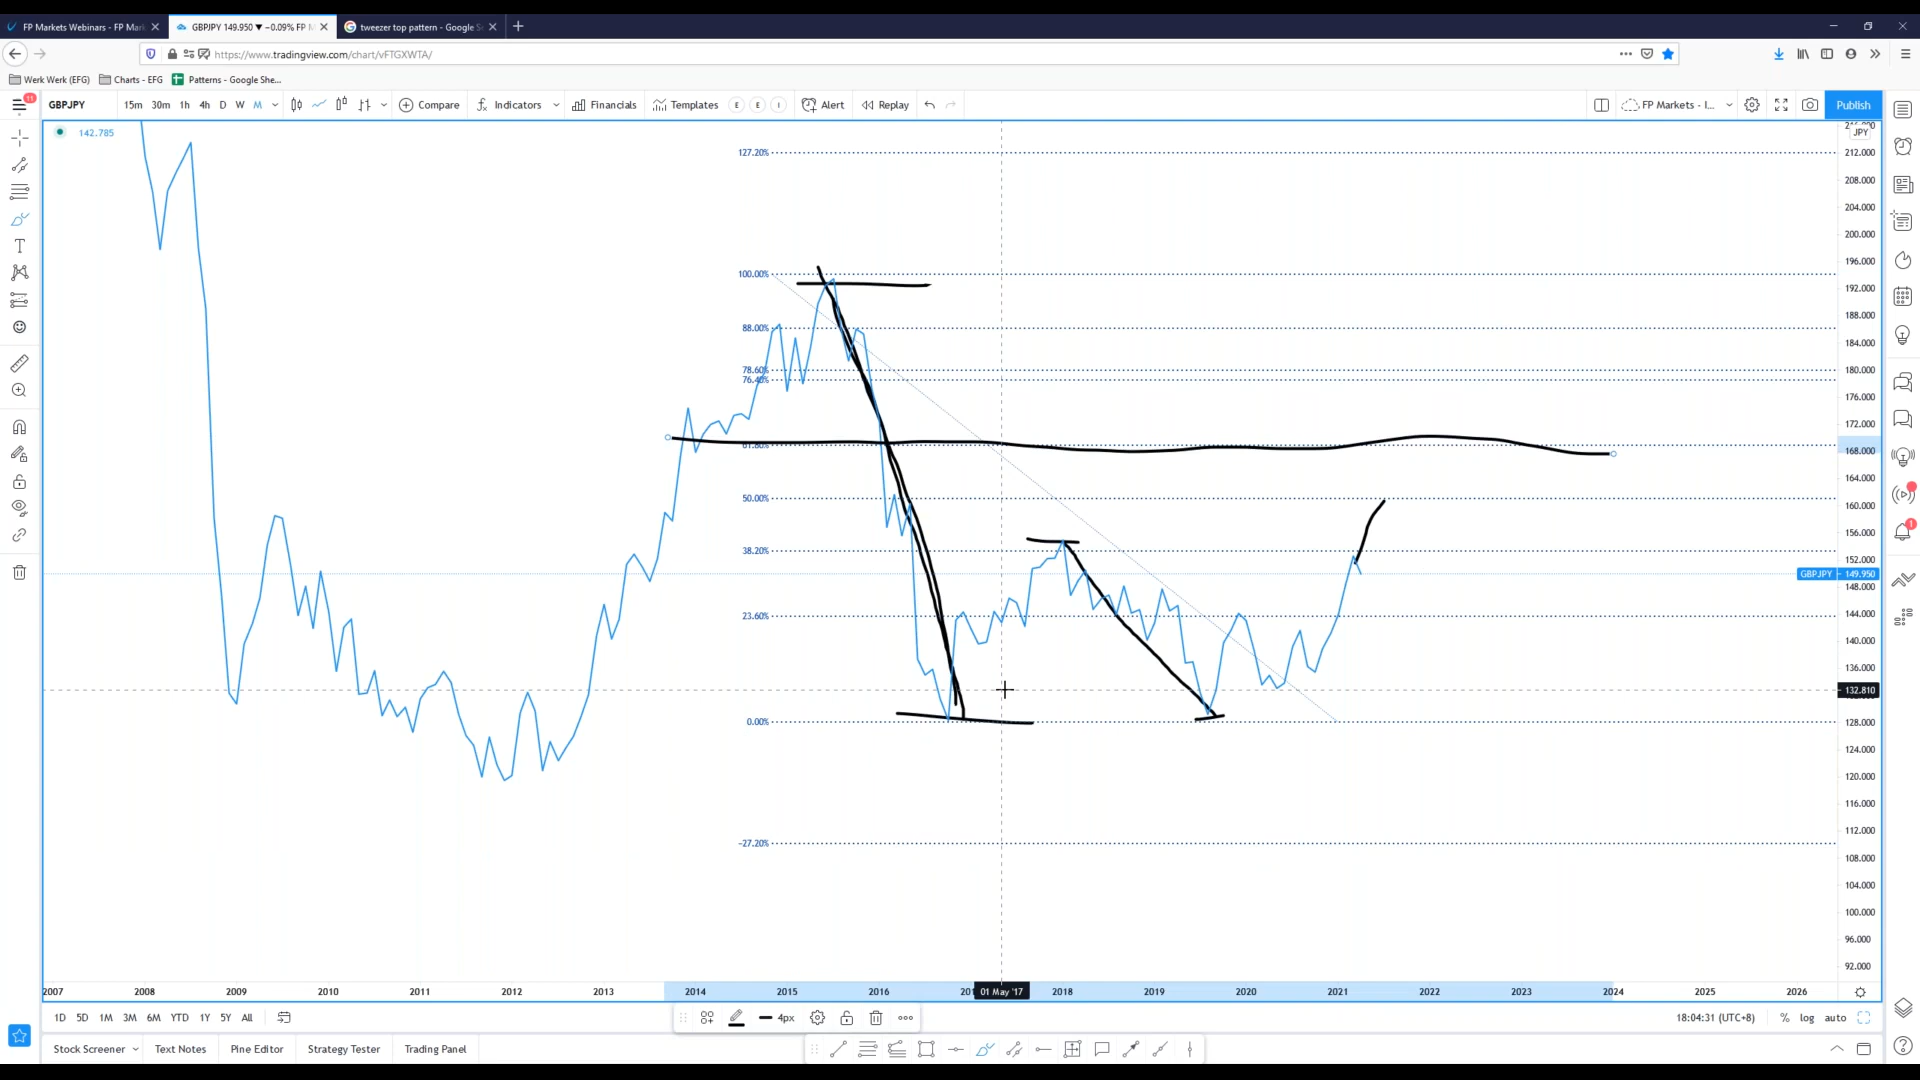 FP Markets Webinars - FP Mark
GBPJPY 149.950 ▼ −0.09% FP M
tweezer top pattern - Google S
https://www.tradingview.com/chart/vFTGXWTA/
Werk Werk (EFG)
Charts - EFG
Patterns - Google She...
11
GBPJPY
15m 30m 1h 4h D W M
Compare
Indicators
Financials
Templates
E E I
Alert
Replay
FP Markets - I...
Publish
142.785
JPY
212.000
208.000
204.000
200.000
196.000
192.000
188.000
184.000
180.000
176.000
172.000
168.000
164.000
160.000
156.000
152.000
GBPJPY 149.950
148.000
144.000
140.000
136.000
132.810
128.000
124.000
120.000
116.000
112.000
108.000
104.000
100.000
96.000
92.000
127.20%
100.00%
88.00%
78.60%
76.40%
61.80%
50.00%
38.20%
23.60%
0.00%
−27.20%
1
2007 2008 2009 2010 2011 2012 2013 2014 2015 2016 01 May '17 2018 2019 2020 2021 2022 2023 2024 2025 2026
1D 5D 1M 3M 6M YTD 1Y 5Y All
4px
18:04:31 (UTC+8)
% log auto
Stock Screener
Text Notes
Pine Editor
Strategy Tester
Trading Panel